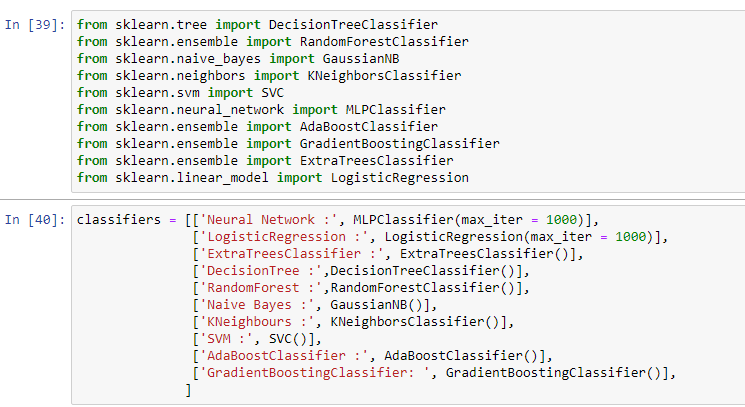 In [39]: from sklearn.tree import DecisionTreeClassifier
from sklearn.ensemble import RandomForestClassifier
from sklearn.naive_bayes import GaussianNB
from sklearn.neighbors import KNeighborsClassifier
from sklearn.svm import SVC
from sklearn.neural_network import MLPClassifier
from sklearn.ensemble import AdaBoostClassifier
from sklearn.ensemble import GradientBoostingClassifier
from sklearn.ensemble import ExtraTreesClassifier
from sklearn.linear_model import LogisticRegression
In [40]: classifiers = [['Neural Network :', MLPClassifier(max_iter = 1000)],
['LogisticRegression :', LogisticRegression(max_iter = 1000)],
['ExtraTreesClassifier :', ExtraTreesClassifier()],
['DecisionTree :',DecisionTreeClassifier()],
['RandomForest :',RandomForestClassifier()],
['Naive Bayes :', GaussianNB()],
['KNeighbours :', KNeighborsClassifier()],
['SVM :', SVC()],
['AdaBoostClassifier :', AdaBoostClassifier()],
['GradientBoostingClassifier: ', GradientBoostingClassifier()],
]